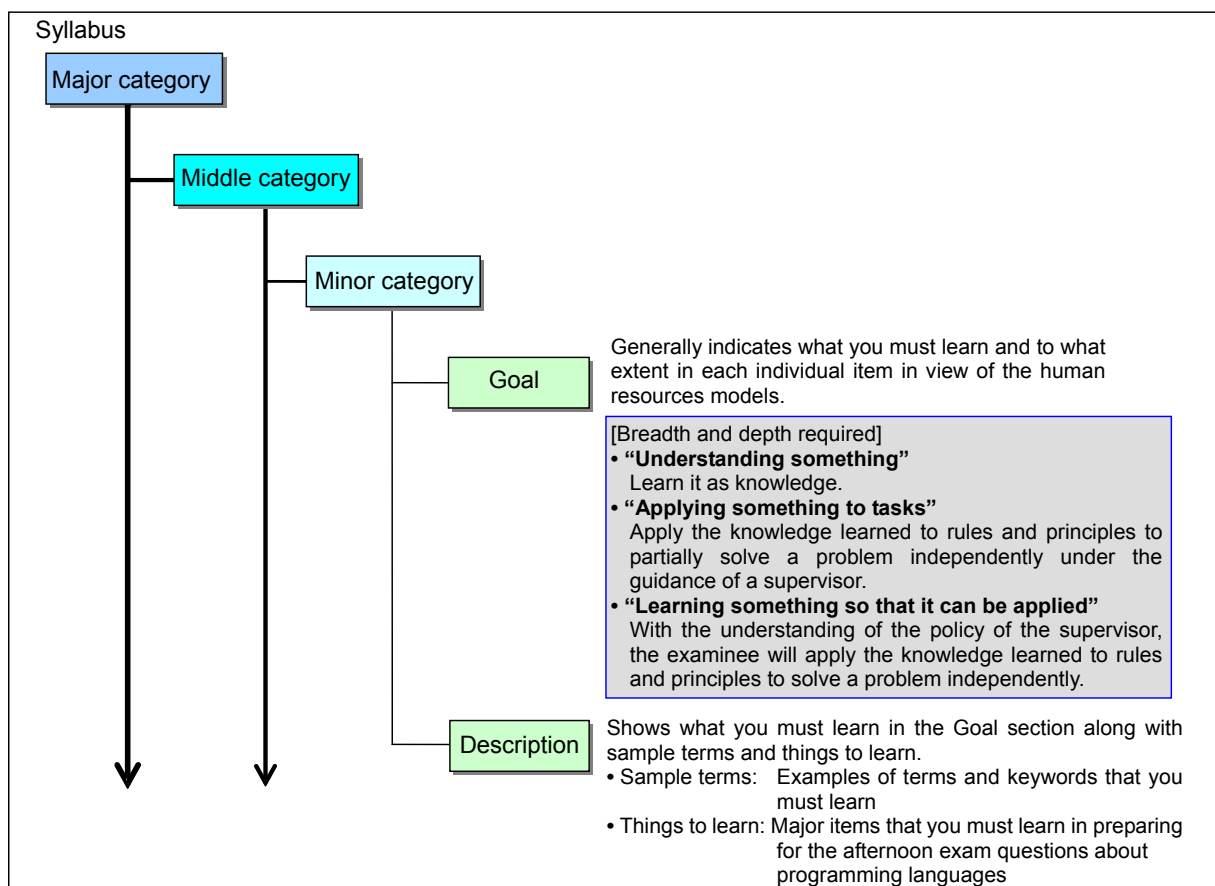 Syllabus
Major category
Middle category
Minor category
Goal
Generally indicates what you must learn and to what
extent in each individual item in view of the human
resources models.
[Breadth and depth required]
• “Understanding something”
Learn it as knowledge.
• “Applying something to tasks”
Apply the knowledge learned to rules and principles to
partially solve a problem independently under the
guidance of a supervisor.
• “Learning something so that it can be applied”
With the understanding of the policy of the supervisor,
the examinee will apply the knowledge learned to rules
and principles to solve a problem independently.
Description
Shows what you must learn in the Goal section along with
sample terms and things to learn.
• Sample terms: Examples of terms and keywords that you
must learn
• Things to learn: Major items that you must learn in preparing
for the afternoon exam questions about
programming languages